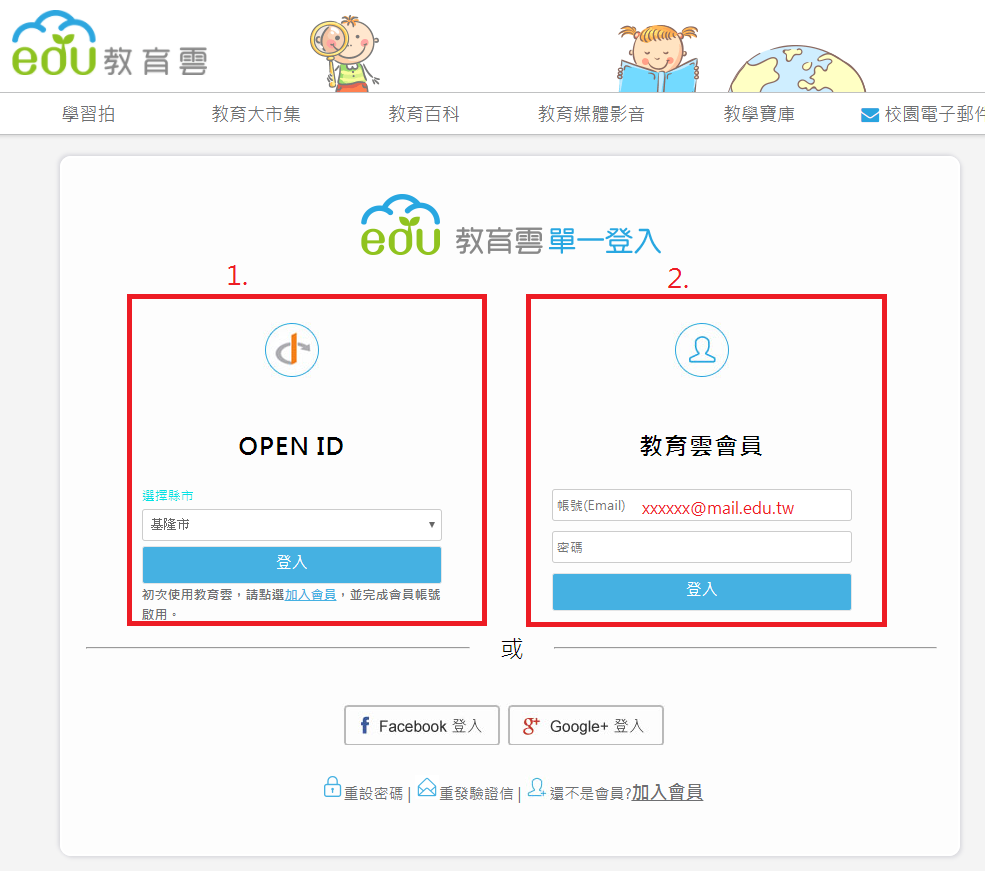 edu 教育雲
學習拍 教育大市集 教育百科 教育媒體影音 教學寶庫 校園電子郵件
edu 教育雲 單一登入
1. 2.
OPEN ID
選擇縣市
基隆市
登入
初次使用教育雲，請點選加入會員，並完成會員帳號
啟用。
教育雲會員
帳號(Email) xxxxxx@mail.edu.tw
密碼
登入
或
f Facebook 登入 g+ Google+ 登入
重設密碼 | 重發驗證信 | 還不是會員?加入會員